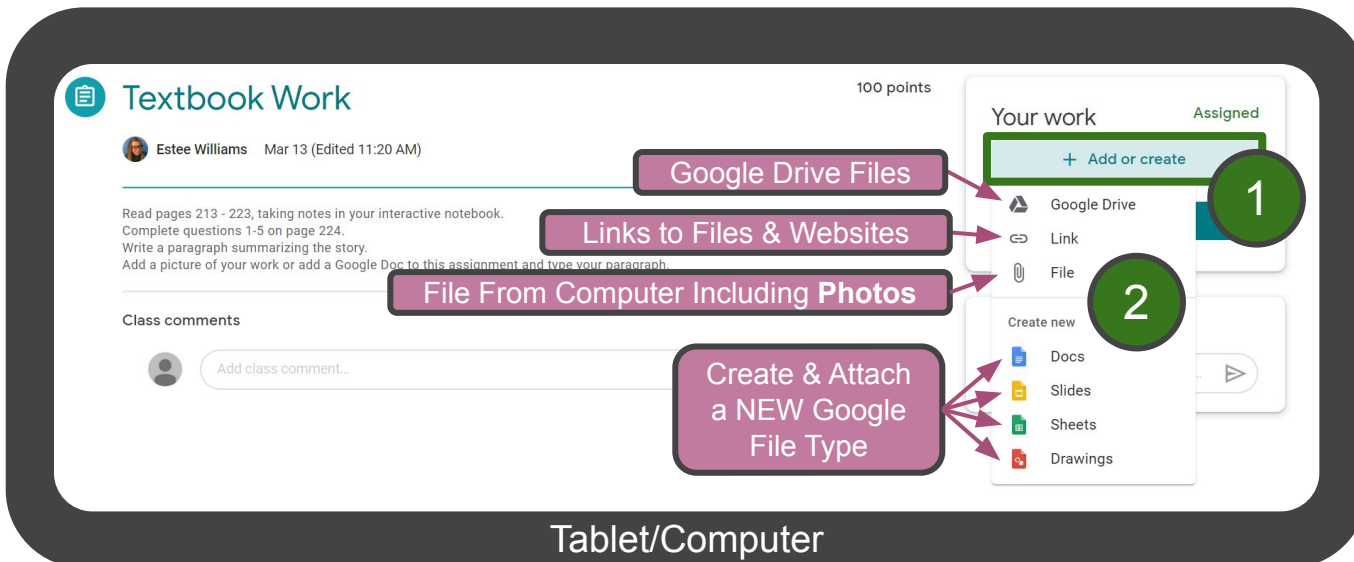 Textbook Work
100 points
Estee Williams Mar 13 (Edited 11:20 AM)
Read pages 213 - 223, taking notes in your interactive notebook.
Complete questions 1-5 on page 224.
Write a paragraph summarizing the story.
Add a picture of your work or add a Google Doc to this assignment and type your paragraph.
Class comments
Add class comment...
Google Drive Files
Links to Files & Websites
File From Computer Including Photos
Create & Attach
a NEW Google
File Type
Your work
Assigned
+ Add or create
1
Google Drive
Link
File
2
Create new
Docs
Slides
Sheets
Drawings
Tablet/Computer